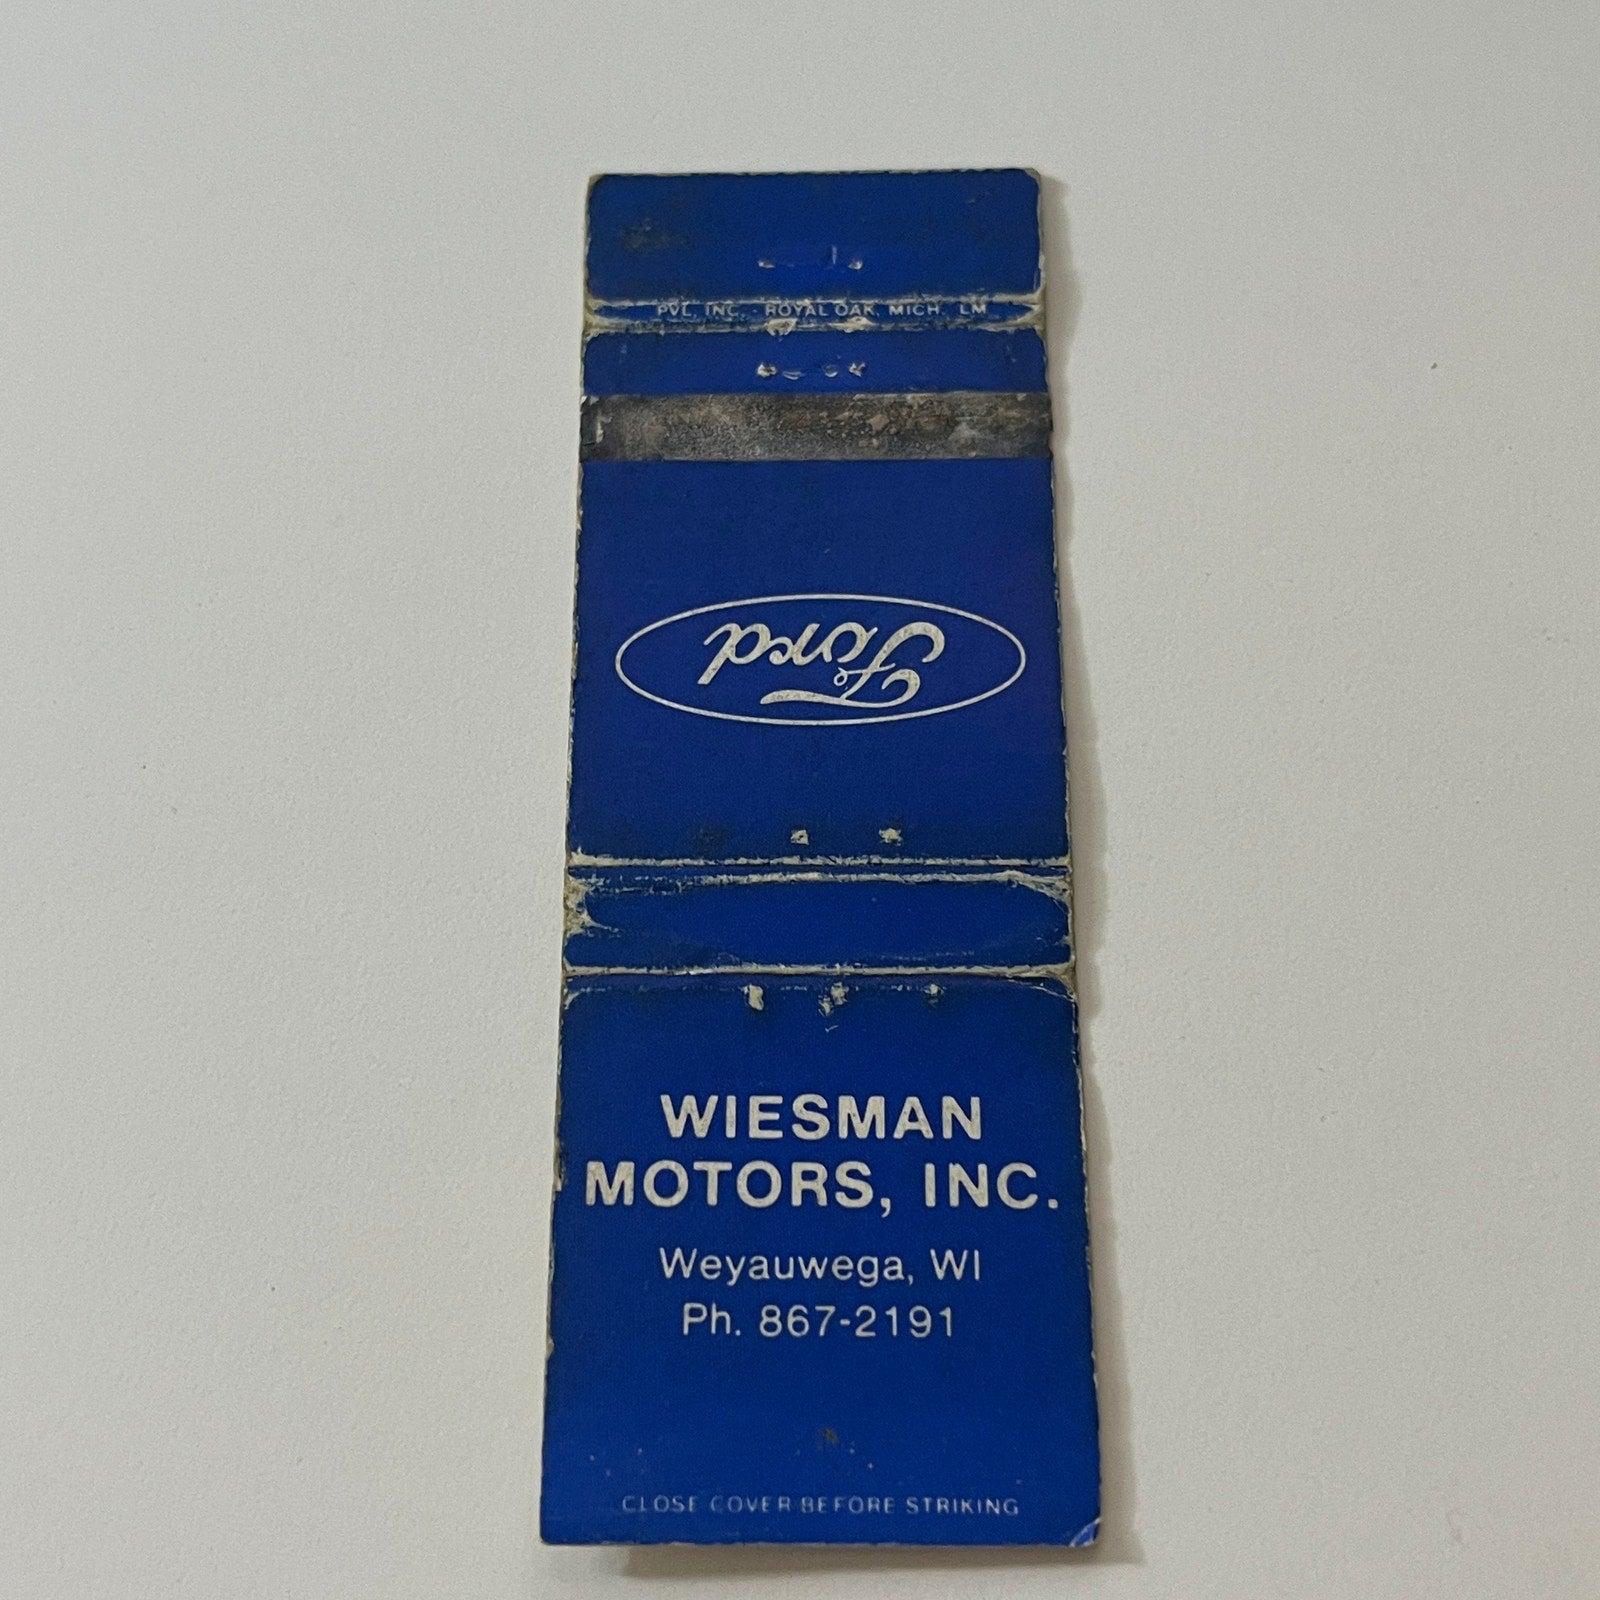 PVL, INC. · ROYAL OAK, MICH. LM
Ford
WIESMAN
MOTORS, INC.
Weyauwega, WI
Ph. 867-2191
CLOSE COVER BEFORE STRIKING